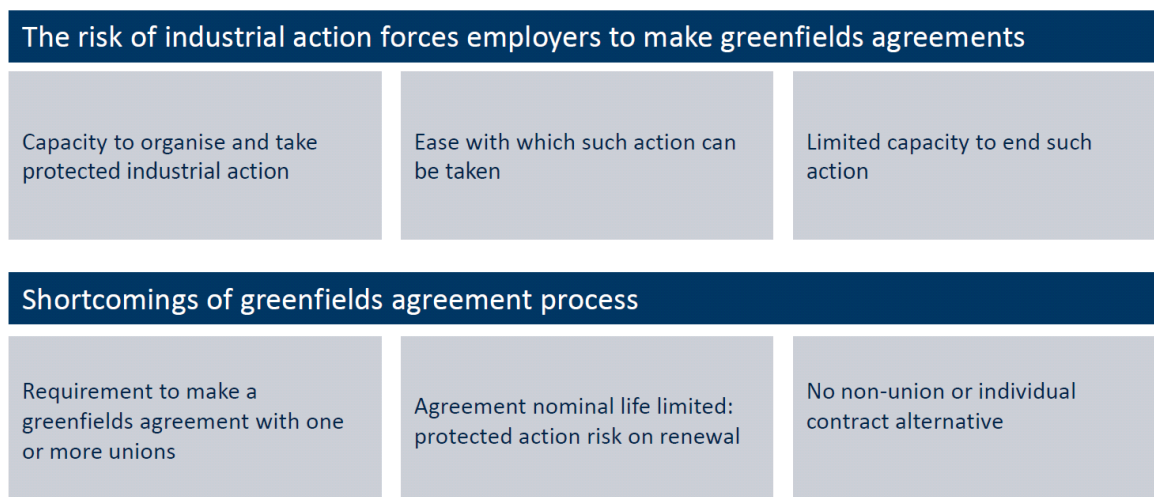 The risk of industrial action forces employers to make greenfields agreements
Capacity to organise and take
protected industrial action
Ease with which such action can
be taken
Limited capacity to end such
action
Shortcomings of greenfields agreement process
Requirement to make a
greenfields agreement with one
or more unions
Agreement nominal life limited:
protected action risk on renewal
No non-union or individual
contract alternative